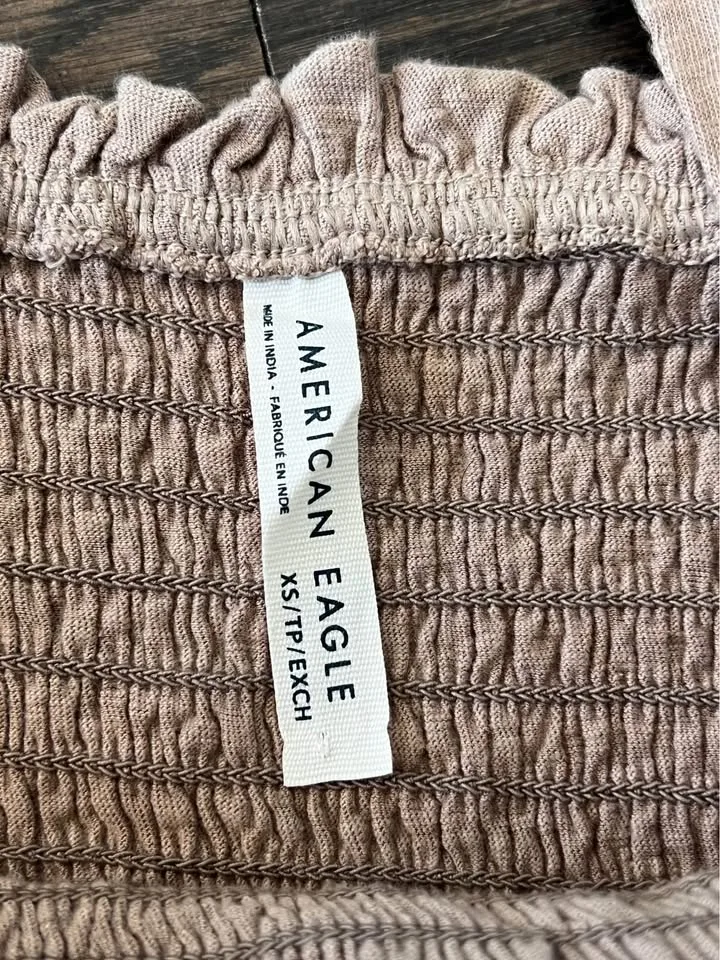 AMERICAN EAGLE
XS/TP/EXCH
MADE IN INDIA - FABRIQUÉ EN INDE